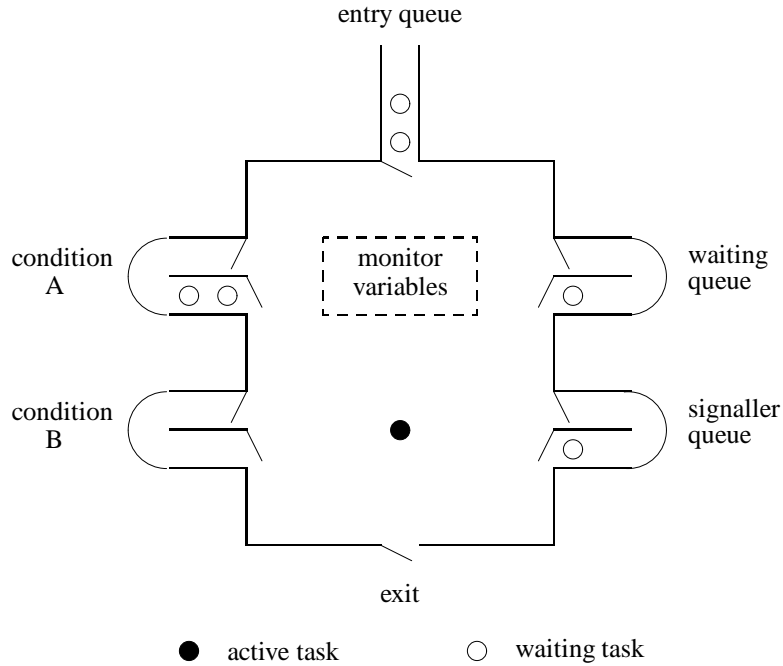 entry queue
condition
A
monitor
variables
waiting
queue
condition
B
signaller
queue
exit
active task
waiting task